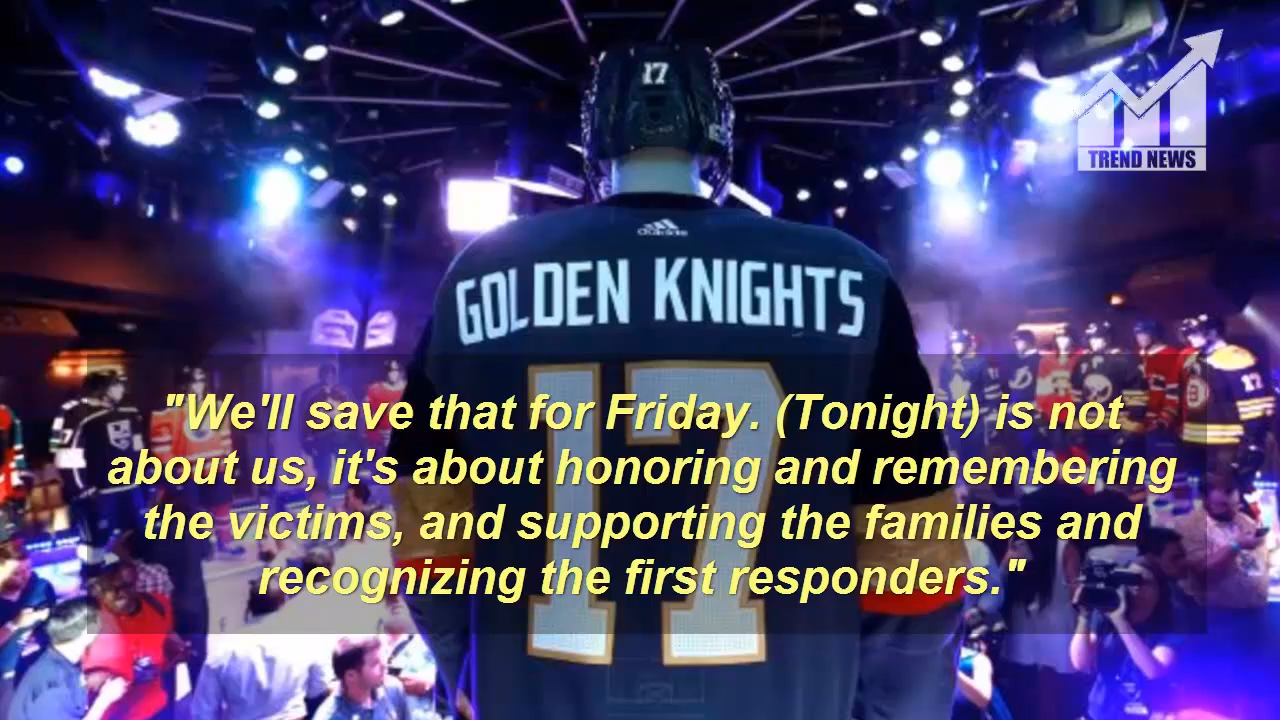 17
TREND NEWS
adidas
GOLDEN KNIGHTS
17
"We'll save that for Friday. (Tonight) is not
about us, it's about honoring and remembering
the victims, and supporting the families and
recognizing the first responders."
17